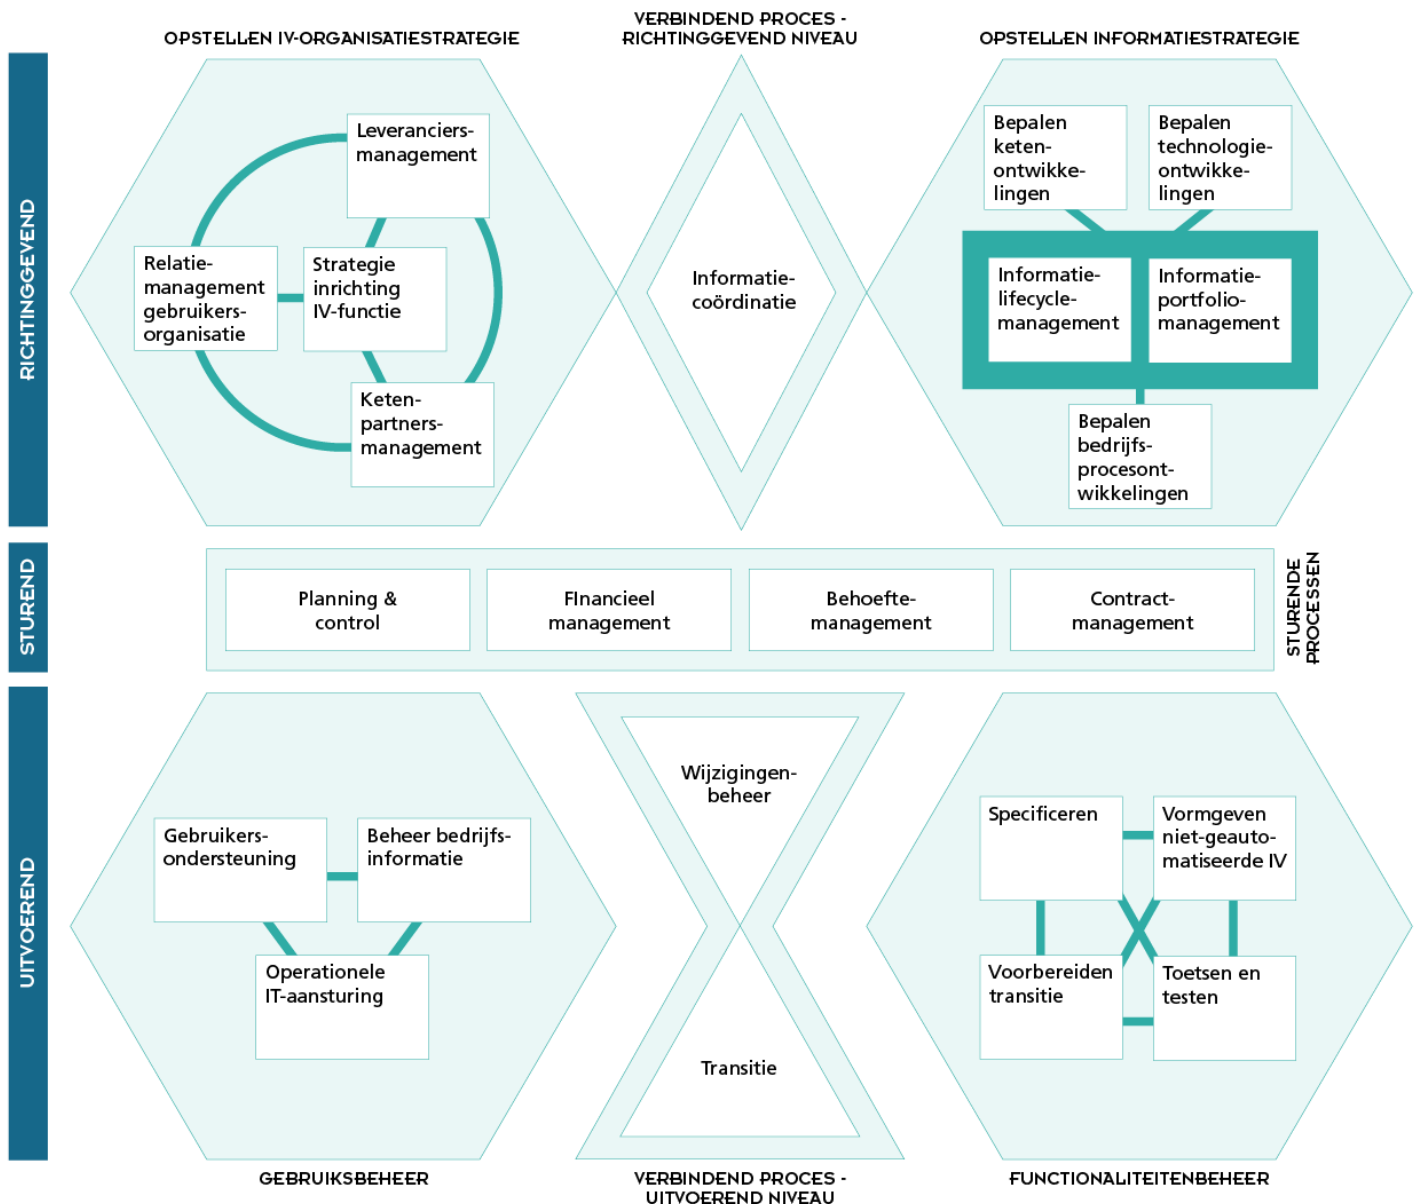 OPSTELLEN IV-ORGANISATIESTRATEGIE
VERBINDEND PROCES -
RICHTINGGEVEND NIVEAU
OPSTELLEN INFORMATIESTRATEGIE
RICHTINGGEVEND
Leveranciers-
management
Relatie-
management
gebruikers-
organisatie
Strategie
inrichting
IV-functie
Keten-
partners-
management
Informatie-
coördinatie
Bepalen
keten-
ontwikke-
lingen
Bepalen
technologie-
ontwikke-
lingen
Informatie-
lifecycle-
management
Informatie-
portfolio-
management
Bepalen
bedrijfs-
procesont-
wikkelingen
STUREND
Planning &
control
FInancieel
management
Behoefte-
management
Contract-
management
STURENDE
PROCESSEN
UITVOEREND
Gebruikers-
ondersteuning
Beheer bedrijfs-
informatie
Operationele
IT-aansturing
Wijzigingen-
beheer
Transitie
Specificeren
Vormgeven
niet-geauto-
matiseerde IV
Voorbereiden
transitie
Toetsen en
testen
GEBRUIKSBEHEER
VERBINDEND PROCES -
UITVOEREND NIVEAU
FUNCTIONALITEITENBEHEER